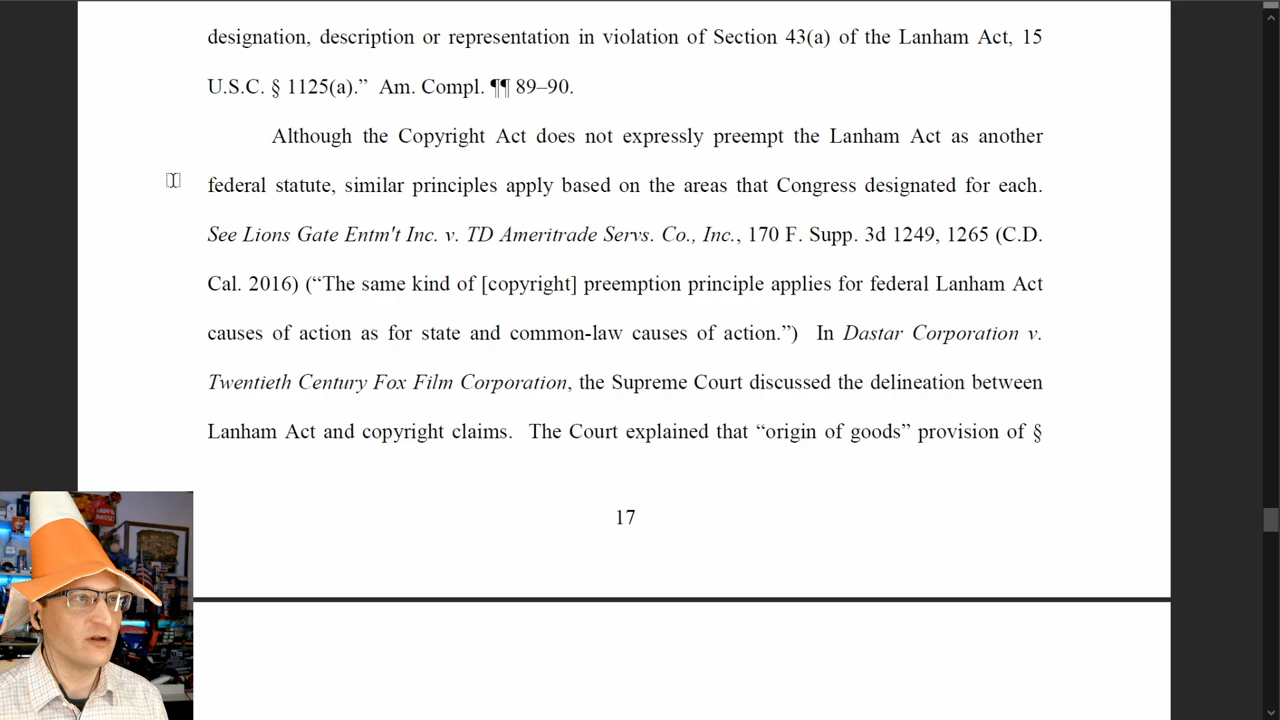 designation, description or representation in violation of Section 43(a) of the Lanham Act, 15
U.S.C. § 1125(a).”  Am. Compl. ¶¶ 89–90.
Although the Copyright Act does not expressly preempt the Lanham Act as another
federal statute, similar principles apply based on the areas that Congress designated for each.
See Lions Gate Entm't Inc. v. TD Ameritrade Servs. Co., Inc., 170 F. Supp. 3d 1249, 1265 (C.D.
Cal. 2016) (“The same kind of [copyright] preemption principle applies for federal Lanham Act
causes of action as for state and common-law causes of action.”)  In Dastar Corporation v.
Twentieth Century Fox Film Corporation, the Supreme Court discussed the delineation between
Lanham Act and copyright claims.  The Court explained that “origin of goods” provision of §
17